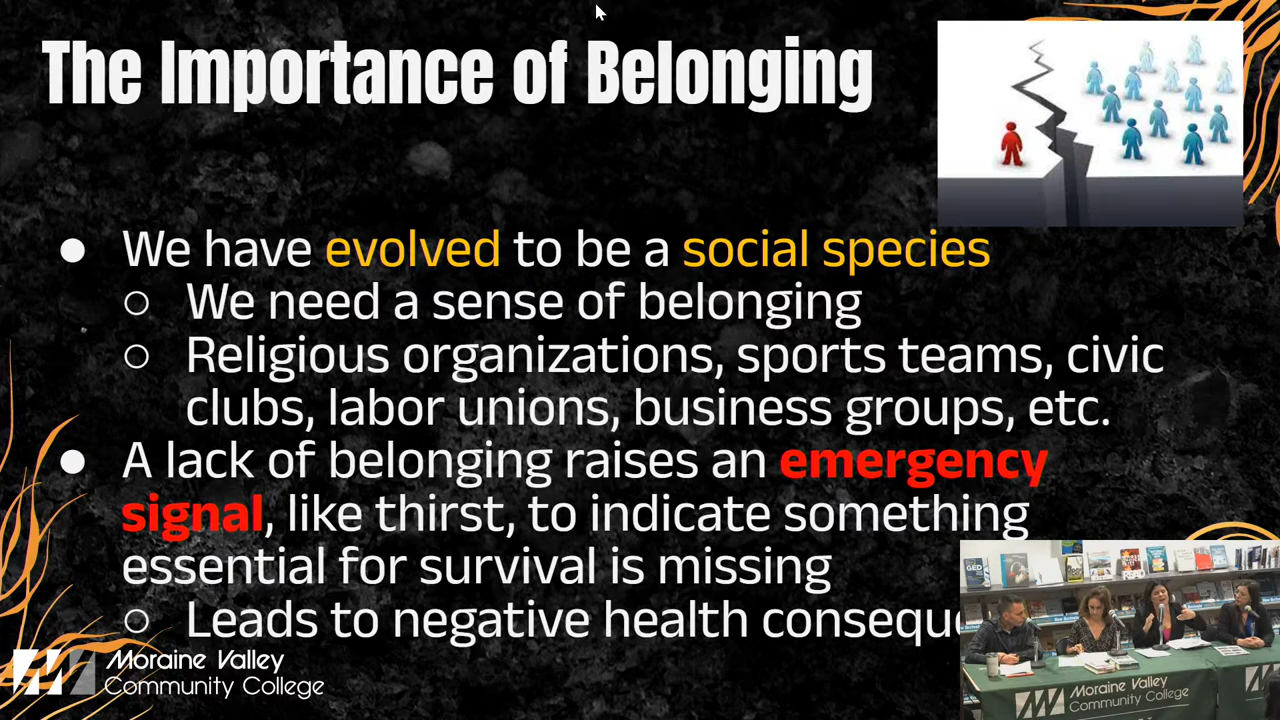 The Importance of Belonging
● We have evolved to be a social species
○ We need a sense of belonging
○ Religious organizations, sports teams, civic
clubs, labor unions, business groups, etc.
● A lack of belonging raises an emergency
signal, like thirst, to indicate something
essential for survival is missing
○ Leads to negative health
Moraine Valley
Community College
GED
Moraine Valley
Community College